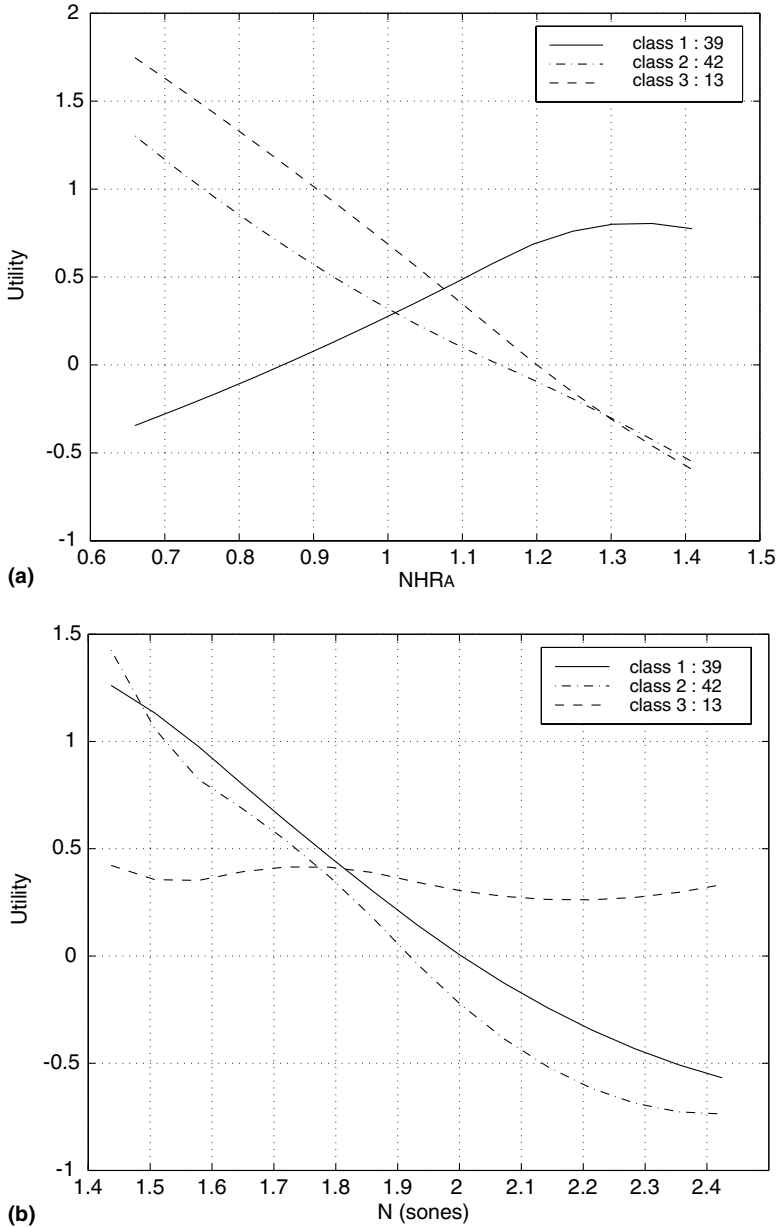 2
class 1 : 39
class 2 : 42
class 3 : 13
1.5
1
Utility
0.5
0
-0.5
-1
0.6 0.7 0.8 0.9 1 1.1 1.2 1.3 1.4 1.5
(a)
NHRA
1.5
class 1 : 39
class 2 : 42
class 3 : 13
1
0.5
Utility
0
-0.5
-1
1.4 1.5 1.6 1.7 1.8 1.9 2.0 2.1 2.2 2.3 2.4
(b)
N (sones)